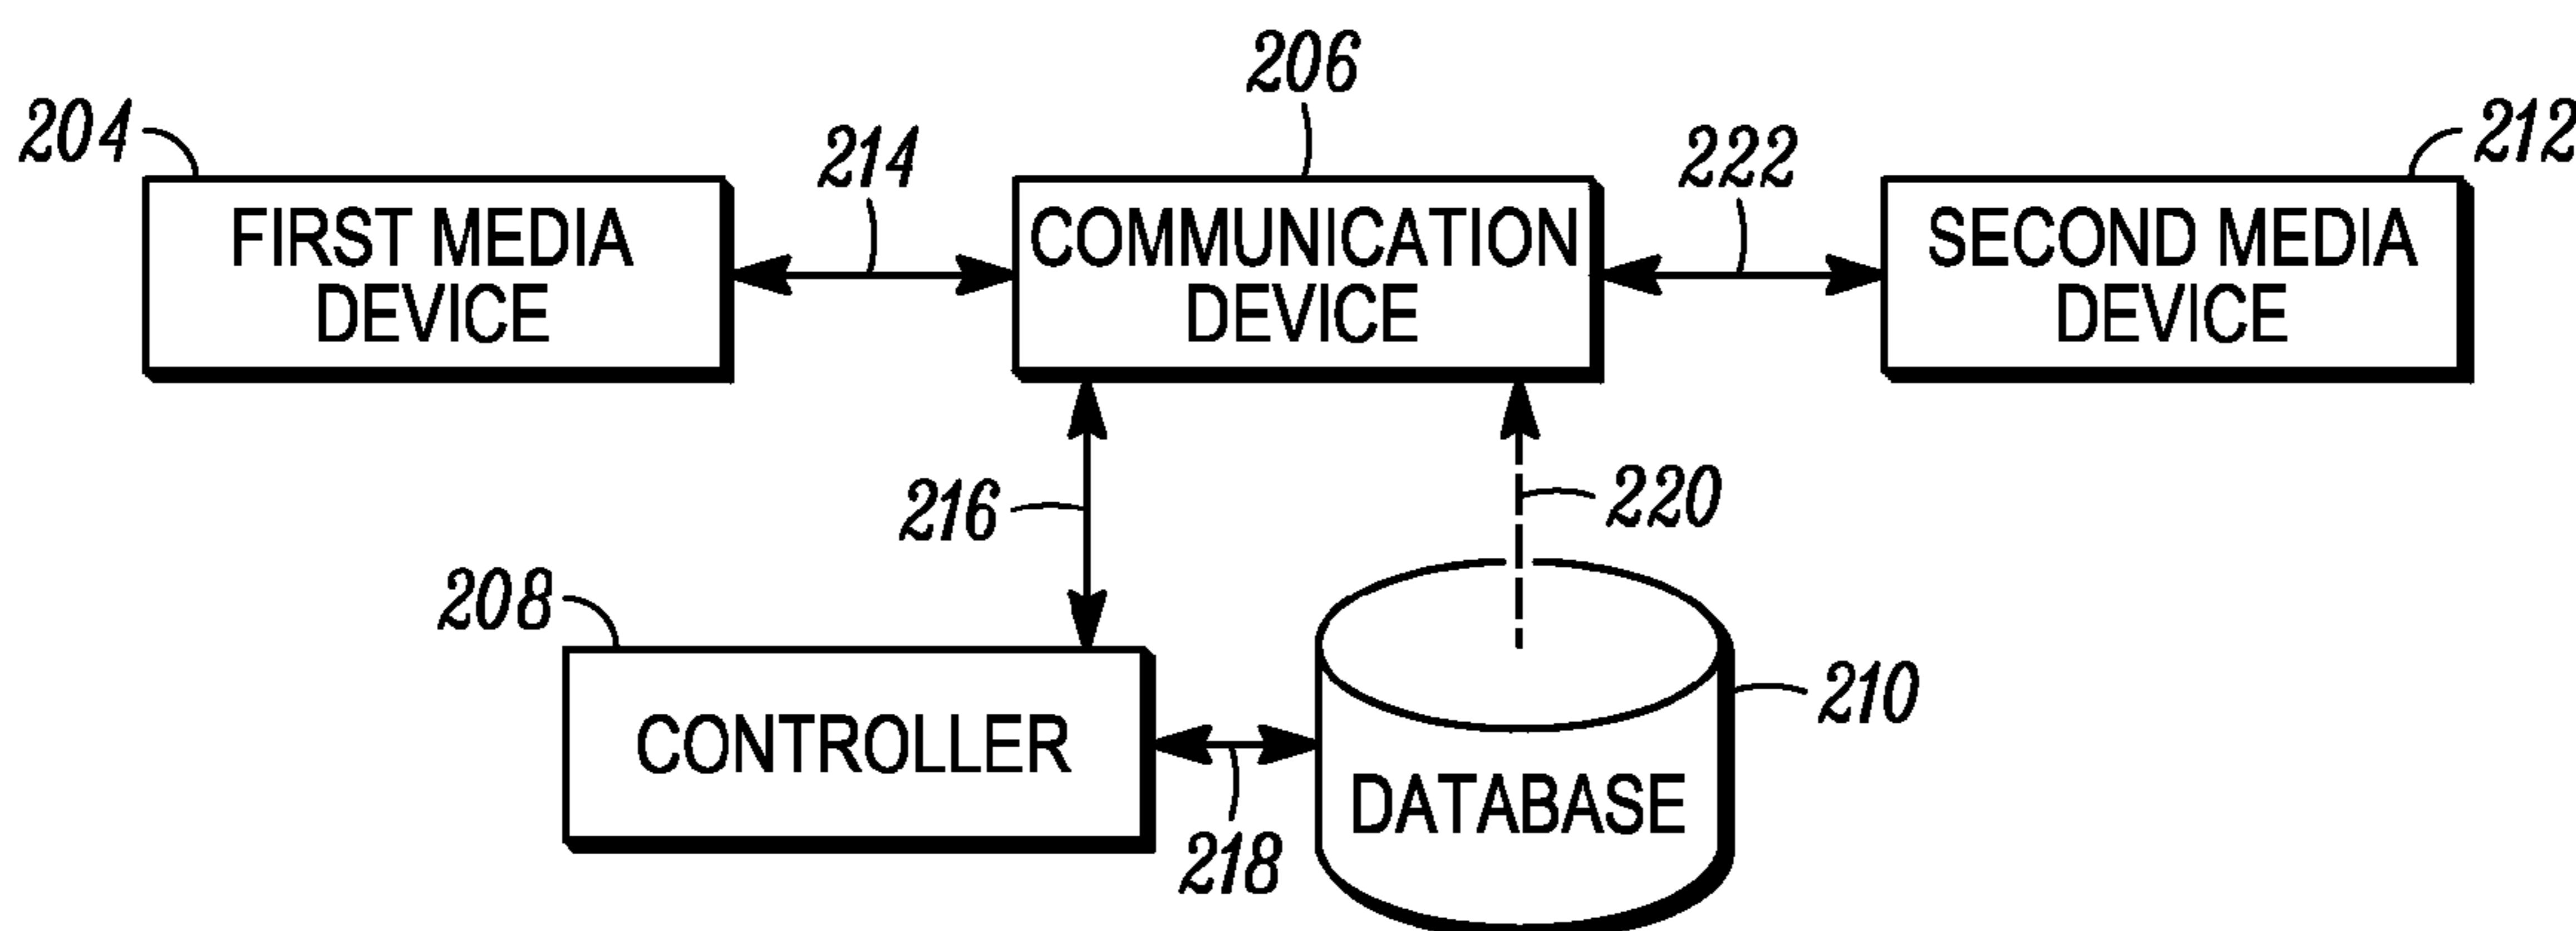 206
204
214
222
212
FIRST MEDIA
DEVICE
COMMUNICATION
DEVICE
SECOND MEDIA
DEVICE
216
220
208
210
CONTROLLER
DATABASE
218